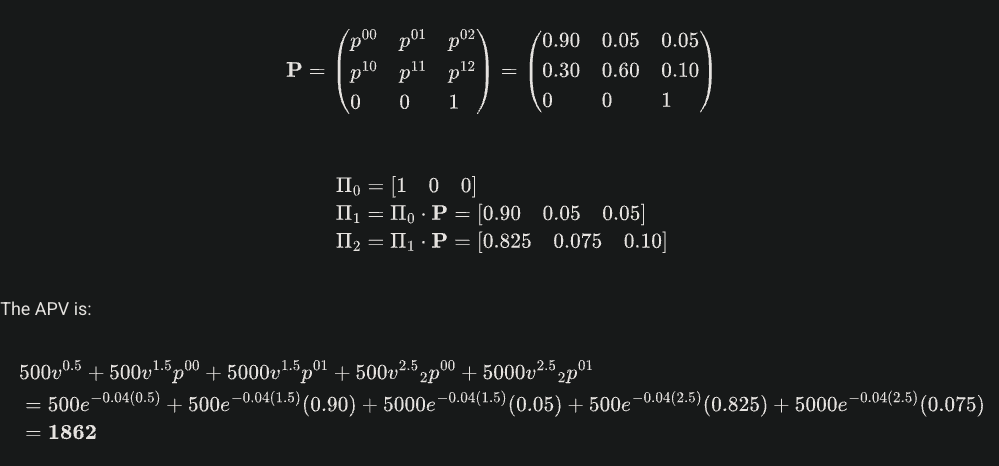 P = (p^{00} p^{01} p^{02} p^{10} p^{11} p^{12} 0 0 1) = (0.90 0.05 0.05 0.30 0.60 0.10 0 0 1)
Π_0 = [1 0 0]
Π_1 = Π_0 · P = [0.90 0.05 0.05]
Π_2 = Π_1 · P = [0.825 0.075 0.10]
The APV is:
500v^{0.5} + 500v^{1.5}p^{00} + 5000v^{1.5}p^{01} + 500v^{2.5}_2p^{00} + 5000v^{2.5}_2p^{01}
= 500e^{-0.04(0.5)} + 500e^{-0.04(1.5)}(0.90) + 5000e^{-0.04(1.5)}(0.05) + 500e^{-0.04(2.5)}(0.825) + 5000e^{-0.04(2.5)}(0.075)
= 1862